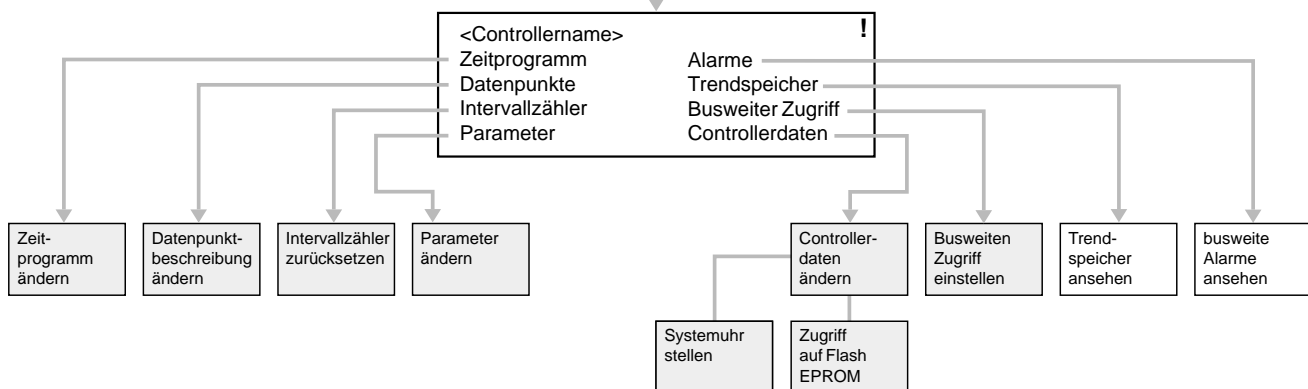 <Controllername>
!
Zeitprogramm
Datenpunkte
Intervallzähler
Parameter
Alarme
Trendspeicher
Busweiter Zugriff
Controllerdaten
Zeit-
programm
ändern
Datenpunkt-
beschreibung
ändern
Intervallzähler
zurücksetzen
Parameter
ändern
Controller-
daten
ändern
Busweiten
Zugriff
einstellen
Trend-
speicher
ansehen
busweite
Alarme
ansehen
Systemuhr
stellen
Zugriff
auf Flash
EPROM